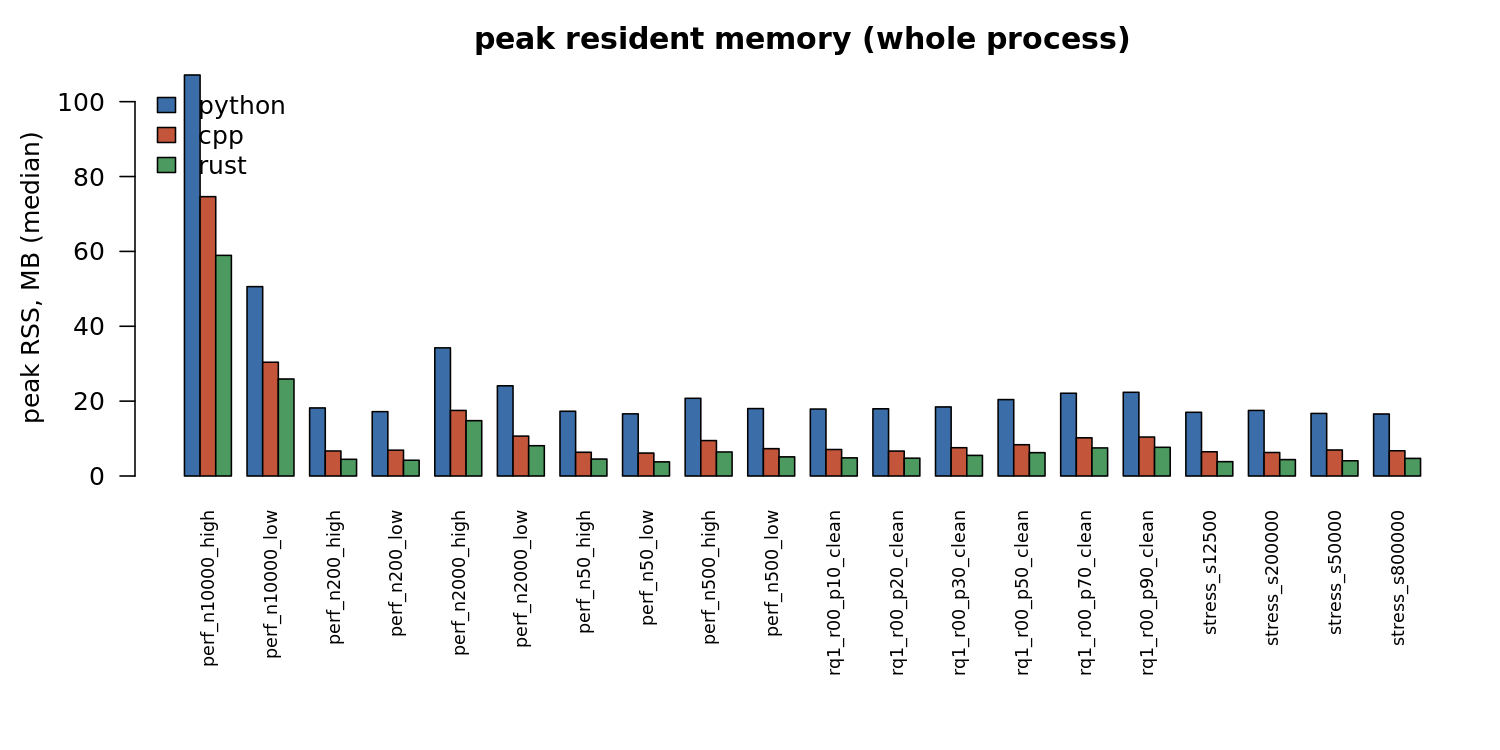 peak resident memory (whole process)
peak RSS, MB (median)
100
80
60
40
20
0
python
cpp
rust
perf_n10000_high
perf_n10000_low
perf_n200_high
perf_n200_low
perf_n2000_high
perf_n2000_low
perf_n50_high
perf_n50_low
perf_n500_high
perf_n500_low
rq1_r00_p10_clean
rq1_r00_p20_clean
rq1_r00_p30_clean
rq1_r00_p50_clean
rq1_r00_p70_clean
rq1_r00_p90_clean
stress_s12500
stress_s200000
stress_s50000
stress_s800000